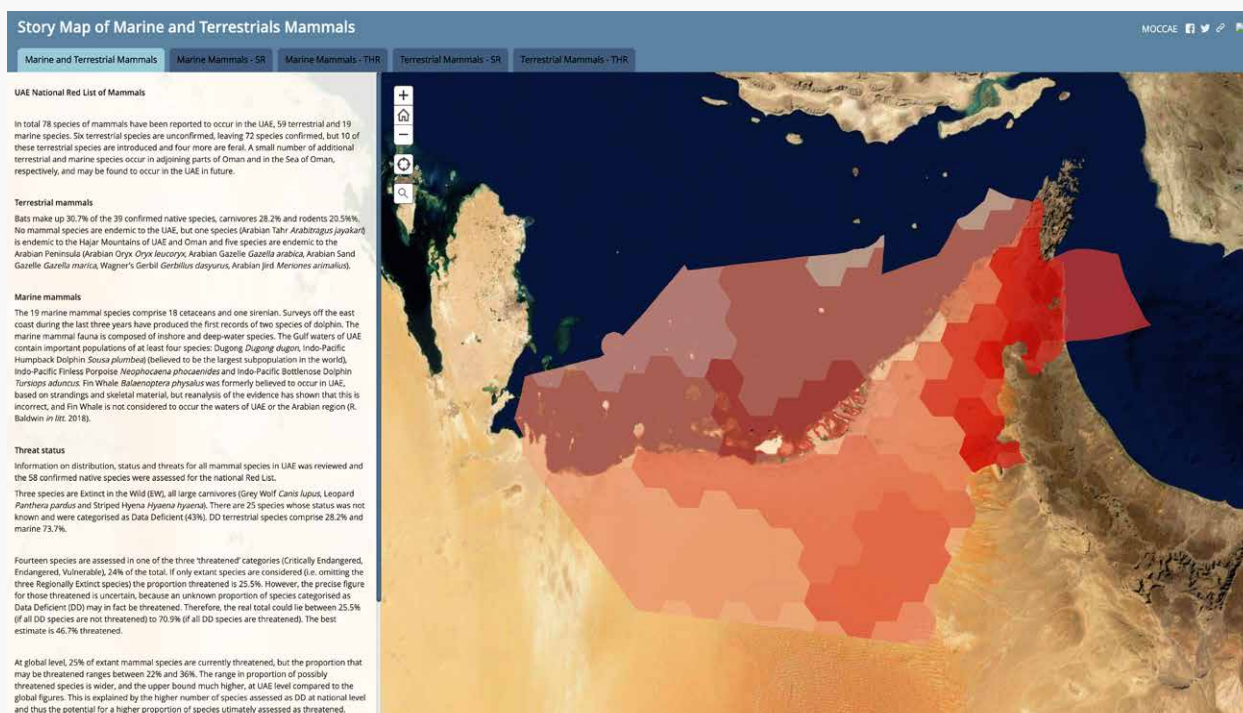 Story Map of Marine and Terrestrials Mammals
MOCCAE
Marine and Terrestrial Mammals
Marine Mammals - SR
Marine Mammals - THR
Terrestrial Mammals - SR
Terrestrial Mammals - THR
UAE National Red List of Mammals
In total 78 species of mammals have been reported to occur in the UAE, 59 terrestrial and 19
marine species. Six terrestrial species are unconfirmed, leaving 72 species confirmed, but 10 of
these terrestrial species are introduced and four more are feral. A small number of additional
terrestrial and marine species occur in adjoining parts of Oman and in the Sea of Oman,
respectively, and may be found to occur in the UAE in future.
Terrestrial mammals
Bats make up 30.7% of the 39 confirmed native species, carnivores 28.2% and rodents 20.5%%.
No mammal species are endemic to the UAE, but one species (Arabian Tahr Arabitragus jayakari)
is endemic to the Hajar Mountains of UAE and Oman and five species are endemic to the
Arabian Peninsula (Arabian Oryx Oryx leucoryx, Arabian Gazelle Gazella arabica, Arabian Sand
Gazelle Gazella marica, Wagner's Gerbil Gerbillus dasyurus, Arabian Jird Meriones arimalius).
Marine mammals
The 19 marine mammal species comprise 18 cetaceans and one sirenian. Surveys off the east
coast during the last three years have produced the first records of two species of dolphin. The
marine mammal fauna is composed of inshore and deep-water species. The Gulf waters of UAE
contain important populations of at least four species: Dugong Dugong dugon, Indo-Pacific
Humpback Dolphin Sousa plumbea) (believed to be the largest subpopulation in the world),
Indo-Pacific Finless Porpoise Neophocaena phocaenides and Indo-Pacific Bottlenose Dolphin
Tursiops aduncus. Fin Whale Balaenoptera physalus was formerly believed to occur in UAE,
based on strandings and skeletal material, but reanalysis of the evidence has shown that this is
incorrect, and Fin Whale is not considered to occur the waters of UAE or the Arabian region (R.
Baldwin in litt. 2018).
Threat status
Information on distribution, status and threats for all mammal species in UAE was reviewed and
the 58 confirmed native species were assessed for the national Red List.
Three species are Extinct in the Wild (EW), all large carnivores (Grey Wolf Canis lupus, Leopard
Panthera pardus and Striped Hyena Hyaena hyaena). There are 25 species whose status was not
known and were categorised as Data Deficient (43%). DD terrestrial species comprise 28.2% and
marine 73.7%.
Fourteen species are assessed in one of the three 'threatened' categories (Critically Endangered,
Endangered, Vulnerable), 24% of the total. If only extant species are considered (i.e. omitting the
three Regionally Extinct species) the proportion threatened is 25.5%. However, the precise figure
for those threatened is uncertain, because an unknown proportion of species categorised as
Data Deficient (DD) may in fact be threatened. Therefore, the real total could lie between 25.5%
(if all DD species are not threatened) to 70.9% (if all DD species are threatened). The best
estimate is 46.7% threatened.
At global level, 25% of extant mammal species are currently threatened, but the proportion that
may be threatened ranges between 22% and 36%. The range in proportion of possibly
threatened species is wider, and the upper bound much higher, at UAE level compared to the
global figures. This is explained by the higher number of species assessed as DD at national level
and thus the potential for a higher proportion of species utimately assessed as threatened.